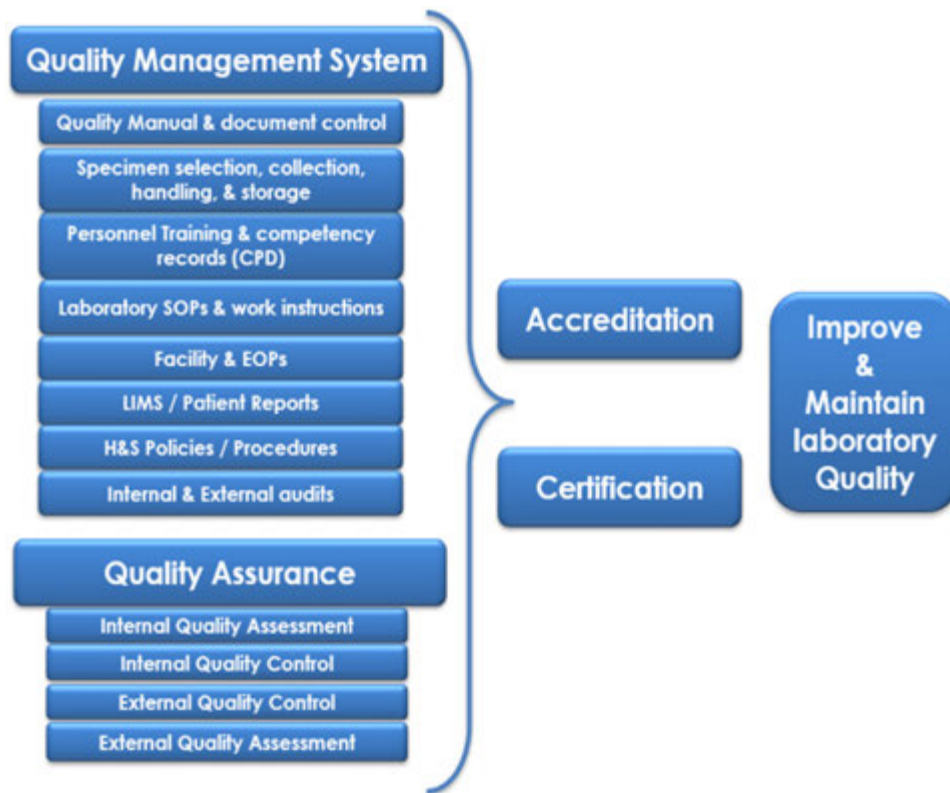 Quality Management System
Quality Manual & document control
Specimen selection, collection,
handling, & storage
Personnel Training & competency
records (CPD)
Laboratory SOPs & work instructions
Facility & EOPs
LIMS / Patient Reports
H&S Policies / Procedures
Internal & External audits
Quality Assurance
Internal Quality Assessment
Internal Quality Control
External Quality Control
External Quality Assessment
Accreditation
Certification
Improve
&
Maintain
laboratory
Quality